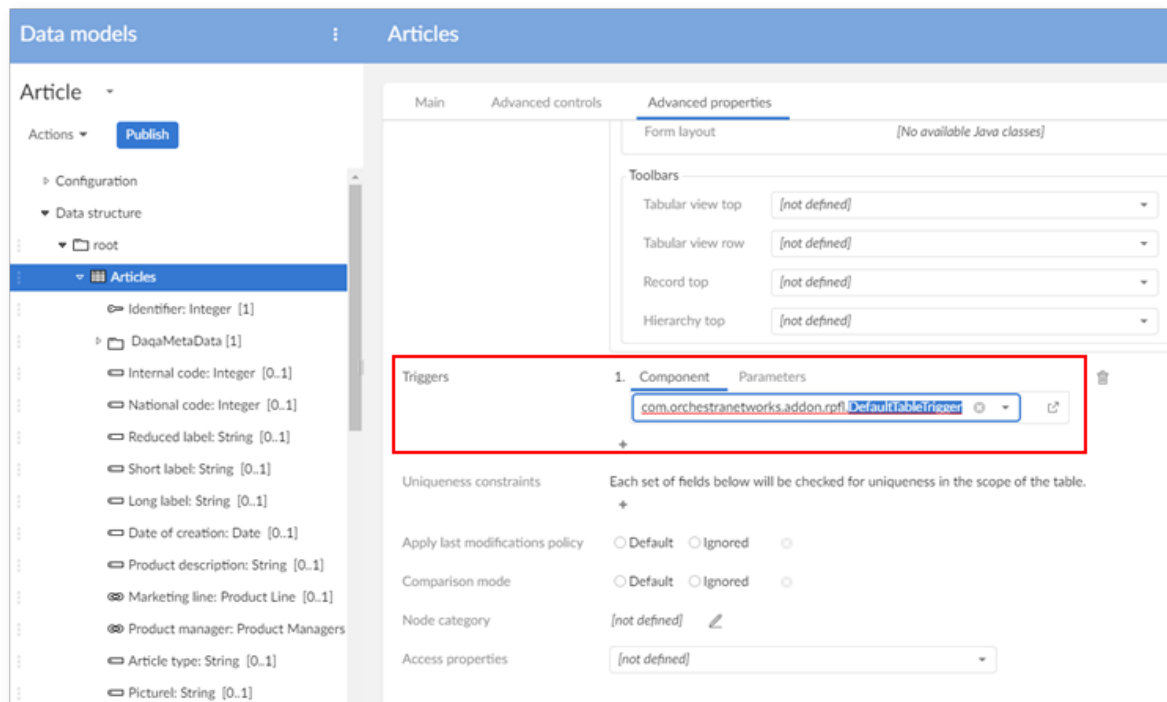 Data models
Articles
Article
Actions
Publish
Configuration
Data structure
root
Articles
Identifier: Integer [1]
DaqaMetaData [1]
Internal code: Integer [0..1]
National code: Integer [0..1]
Reduced label: String [0..1]
Short label: String [0..1]
Long label: String [0..1]
Date of creation: Date [0..1]
Product description: String [0..1]
Marketing line: Product Line [0..1]
Product manager: Product Managers
Article type: String [0..1]
Picturel: String [0..1]
Main Advanced controls Advanced properties
Form layout [No available Java classes]
Toolbars
Tabular view top [not defined]
Tabular view row [not defined]
Record top [not defined]
Hierarchy top [not defined]
Triggers 1. Component Parameters
com.orchestranetworks.addon.rpfl.DefaultTableTrigger
Uniqueness constraints Each set of fields below will be checked for uniqueness in the scope of the table.
Apply last modifications policy Default Ignored
Comparison mode Default Ignored
Node category [not defined]
Access properties [not defined]